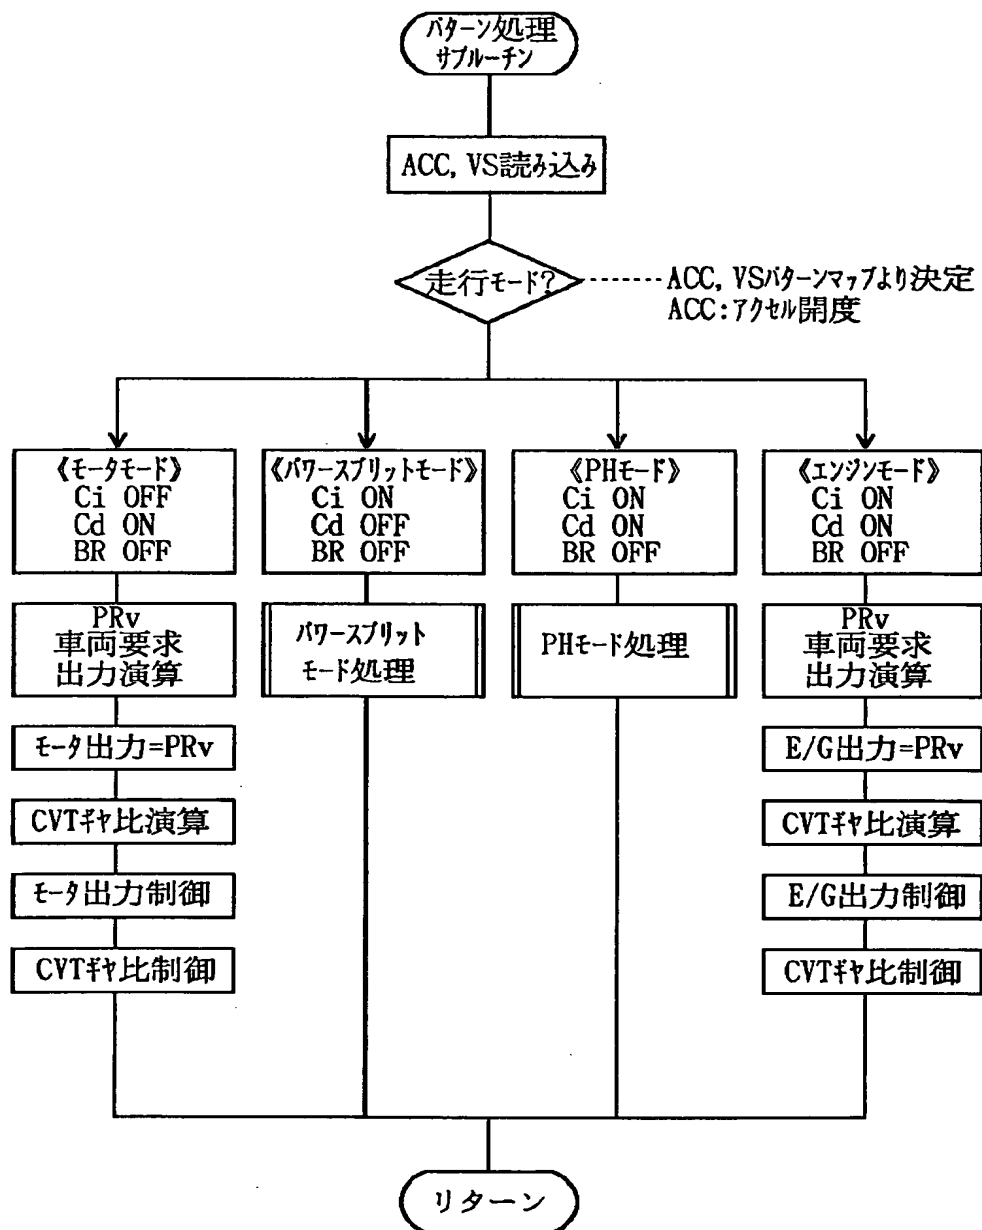 ﾊﾟﾀｰﾝ処理
ｻﾌﾞﾙｰﾁﾝ
ACC, VS読み込み
走行ﾓｰﾄﾞ?
ACC, VSﾊﾟﾀｰﾝﾏｯﾌﾟより決定
ACC:ｱｸｾﾙ開度
《ﾓｰﾀﾓｰﾄﾞ》
Ci OFF
Cd ON
BR OFF
《ﾊﾟﾜｰｽﾌﾟﾘｯﾄﾓｰﾄﾞ》
Ci ON
Cd OFF
BR OFF
《PHﾓｰﾄﾞ》
Ci ON
Cd ON
BR OFF
《ｴﾝｼﾞﾝﾓｰﾄﾞ》
Ci ON
Cd ON
BR OFF
PRv
車両要求
出力演算
ﾓｰﾀ出力=PRv
CVTｷﾞﾔ比演算
ﾓｰﾀ出力制御
CVTｷﾞﾔ比制御
ﾊﾟﾜｰｽﾌﾟﾘｯﾄ
ﾓｰﾄﾞ処理
PHﾓｰﾄﾞ処理
PRv
車両要求
出力演算
E/G出力=PRv
CVTｷﾞﾔ比演算
E/G出力制御
CVTｷﾞﾔ比制御
リターン